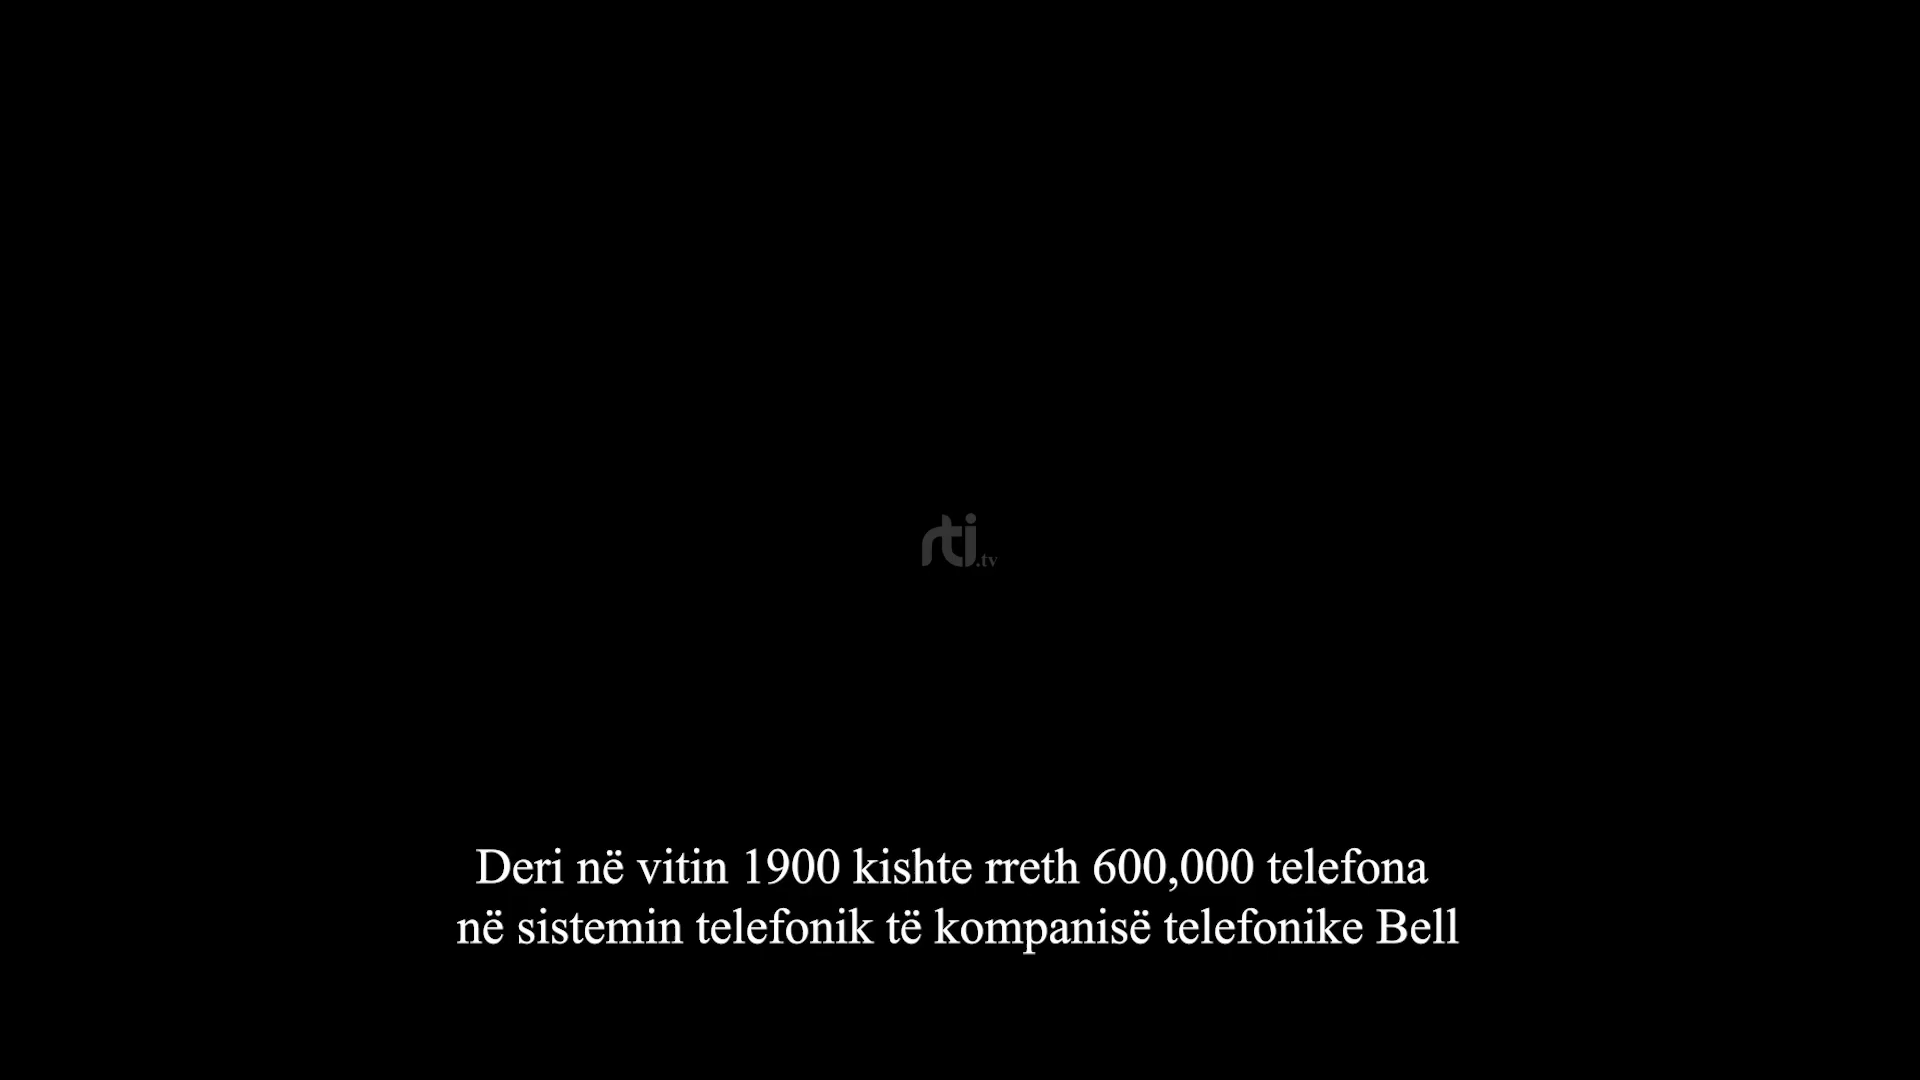 rti.tv
Deri në vitin 1900 kishte rreth 600,000 telefona
në sistemin telefonik të kompanisë telefonike Bell